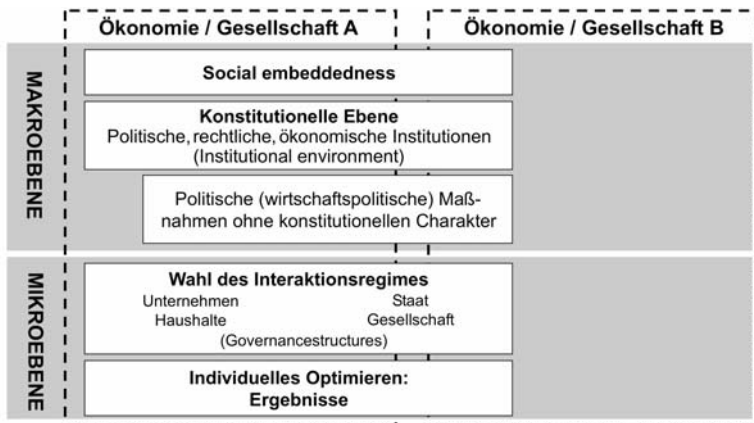 Ökonomie / Gesellschaft A
Ökonomie / Gesellschaft B
MAKROEBENE
Social embeddedness
Konstitutionelle Ebene
Politische, rechtliche, ökonomische Institutionen
(Institutional environment)
Politische (wirtschaftspolitische) Maß-
nahmen ohne konstitutionellen Charakter
MIKROEBENE
Wahl des Interaktionsregimes
Unternehmen Staat
Haushalte Gesellschaft
(Governancestructures)
Individuelles Optimieren:
Ergebnisse